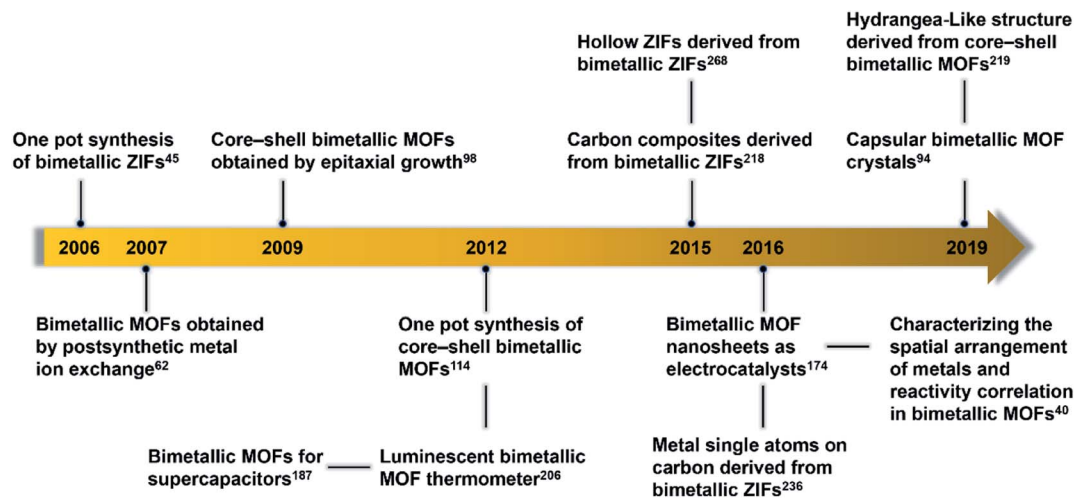 Hollow ZIFs derived from
bimetallic ZIFs268
Hydrangea-Like structure
derived from core–shell
bimetallic MOFs219
One pot synthesis
of bimetallic ZIFs45
Core–shell bimetallic MOFs
obtained by epitaxial growth98
Carbon composites derived
from bimetallic ZIFs218
Capsular bimetallic MOF
crystals94
2006 2007 2009 2012 2015 2016 2019
Bimetallic MOFs obtained
by postsynthetic metal
ion exchange62
One pot synthesis of
core–shell bimetallic
MOFs114
Bimetallic MOF
nanosheets as
electrocatalysts174
Characterizing the
spatial arrangement
of metals and
reactivity correlation
in bimetallic MOFs40
Bimetallic MOFs for
supercapacitors187
Luminescent bimetallic
MOF thermometer206
Metal single atoms on
carbon derived from
bimetallic ZIFs236